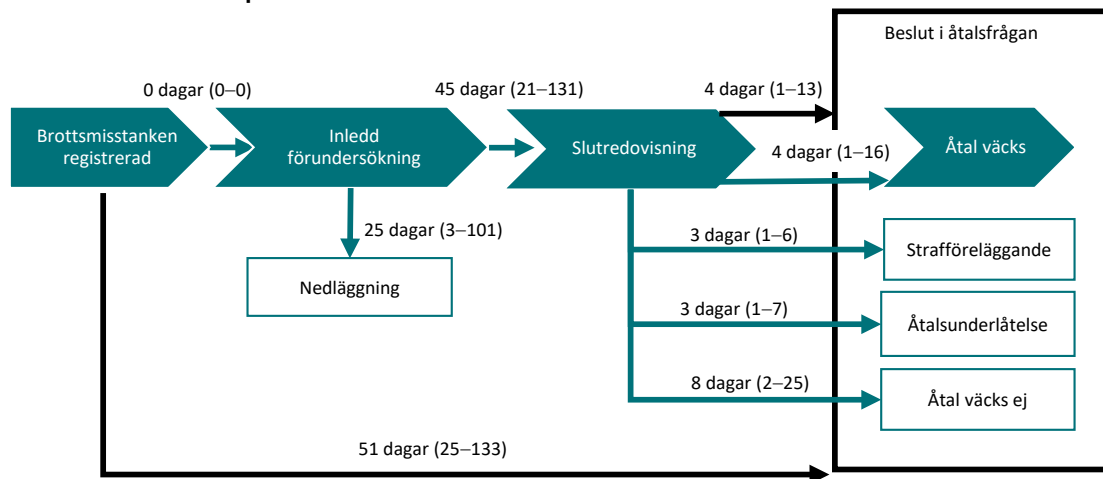 Beslut i åtalsfrågan
0 dagar (0–0)
45 dagar (21–131)
4 dagar (1–13)
Brottsmisstanken
registrerad
Inledd
förundersökning
Slutredovisning
4 dagar (1–16)
Åtal väcks
25 dagar (3–101)
Nedläggning
3 dagar (1–6)
Strafföreläggande
3 dagar (1–7)
Åtalsunderlåtelse
8 dagar (2–25)
Åtal väcks ej
51 dagar (25–133)